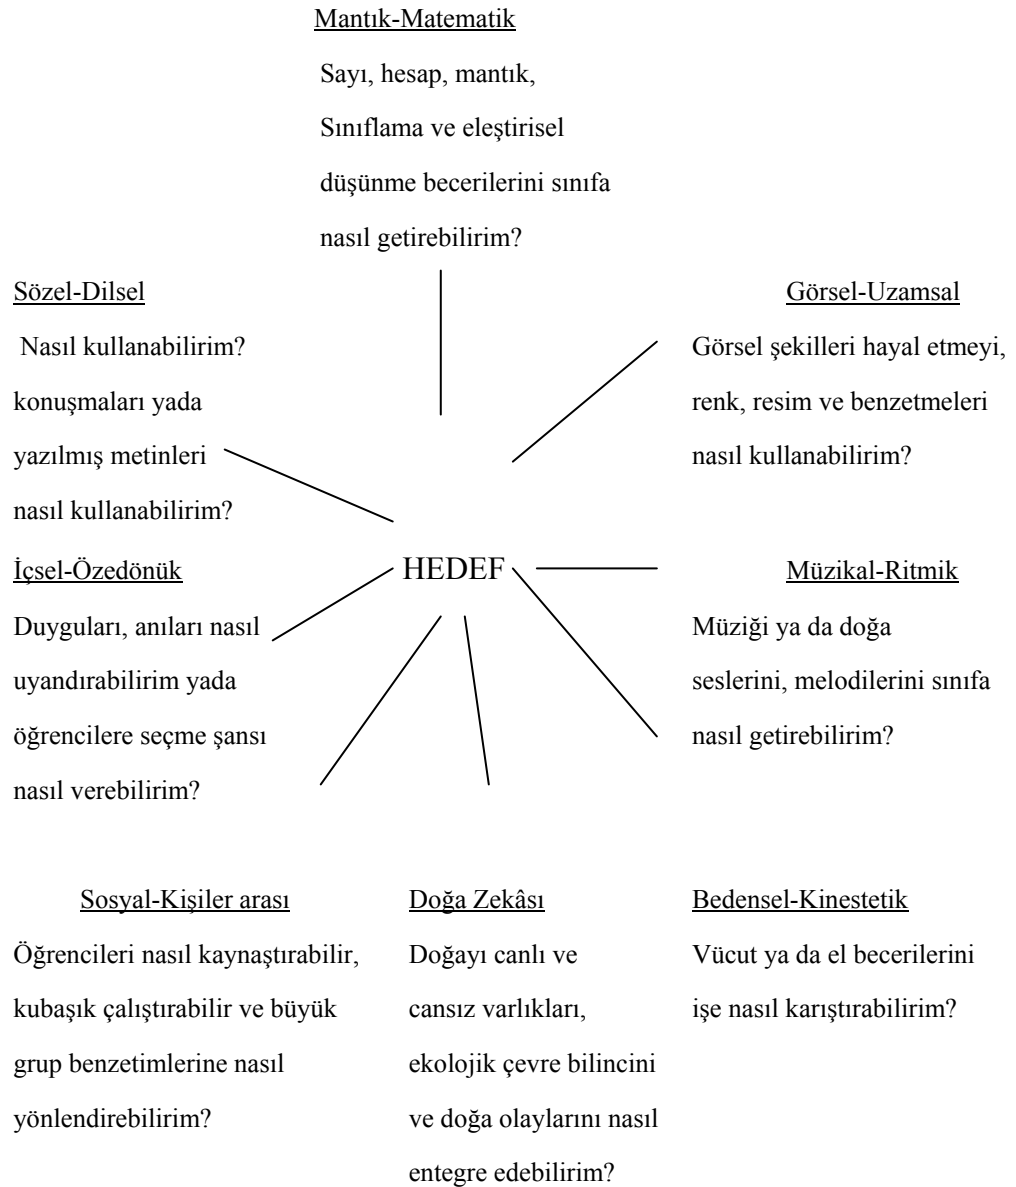 Mantık-Matematik
Sayı, hesap, mantık,
Sınıflama ve eleştirisel
düşünme becerilerini sınıfa
nasıl getirebilirim?
Sözel-Dilsel
Nasıl kullanabilirim?
konuşmaları yada
yazılmış metinleri
nasıl kullanabilirim?
Görsel-Uzamsal
Görsel şekilleri hayal etmeyi,
renk, resim ve benzetmeleri
nasıl kullanabilirim?
İçsel-Özedönük
Duyguları, anıları nasıl
uyandırabilirim yada
öğrencilere seçme şansı
nasıl verebilirim?
HEDEF
Müzikal-Ritmik
Müziği ya da doğa
seslerini, melodilerini sınıfa
nasıl getirebilirim?
Sosyal-Kişiler arası
Öğrencileri nasıl kaynaştırabilir,
kubaşık çalıştırabilir ve büyük
grup benzetimlerine nasıl
yönlendirebilirim?
Doğa Zekâsı
Doğayı canlı ve
cansız varlıkları,
ekolojik çevre bilincini
ve doğa olaylarını nasıl
entegre edebilirim?
Bedensel-Kinestetik
Vücut ya da el becerilerini
işe nasıl karıştırabilirim?